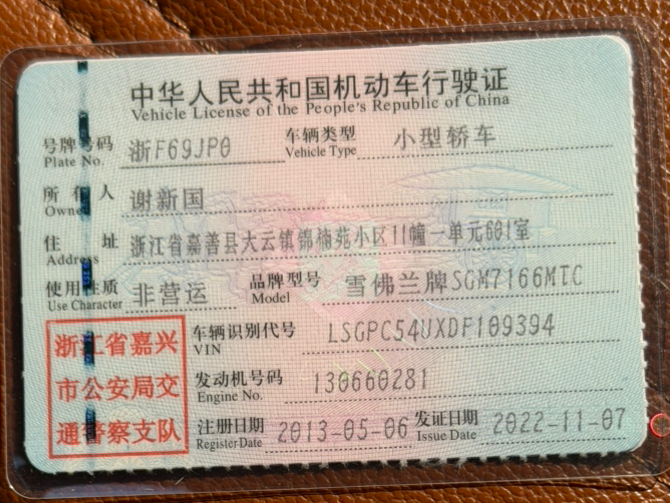 中华人民共和国机动车行驶证
Vehicle License of the People's Republic of China
号牌号码 浙F69JP0 车辆类型 小型轿车
Plate No. Vehicle Type
所有人 谢新国
Owner
住址 浙江省嘉善县大云镇锦楠苑小区11幢一单元601室
Address
使用性质 非营运 品牌型号 雪佛兰牌SGM7166MTC
Use Character Model
浙江省嘉兴
市公安局交
通警察支队
车辆识别代号 LSGPC54UXDF109394
VIN
发动机号码 130660281
Engine No.
注册日期 2013-05-06 发证日期 2022-11-07
Register Date Issue Date